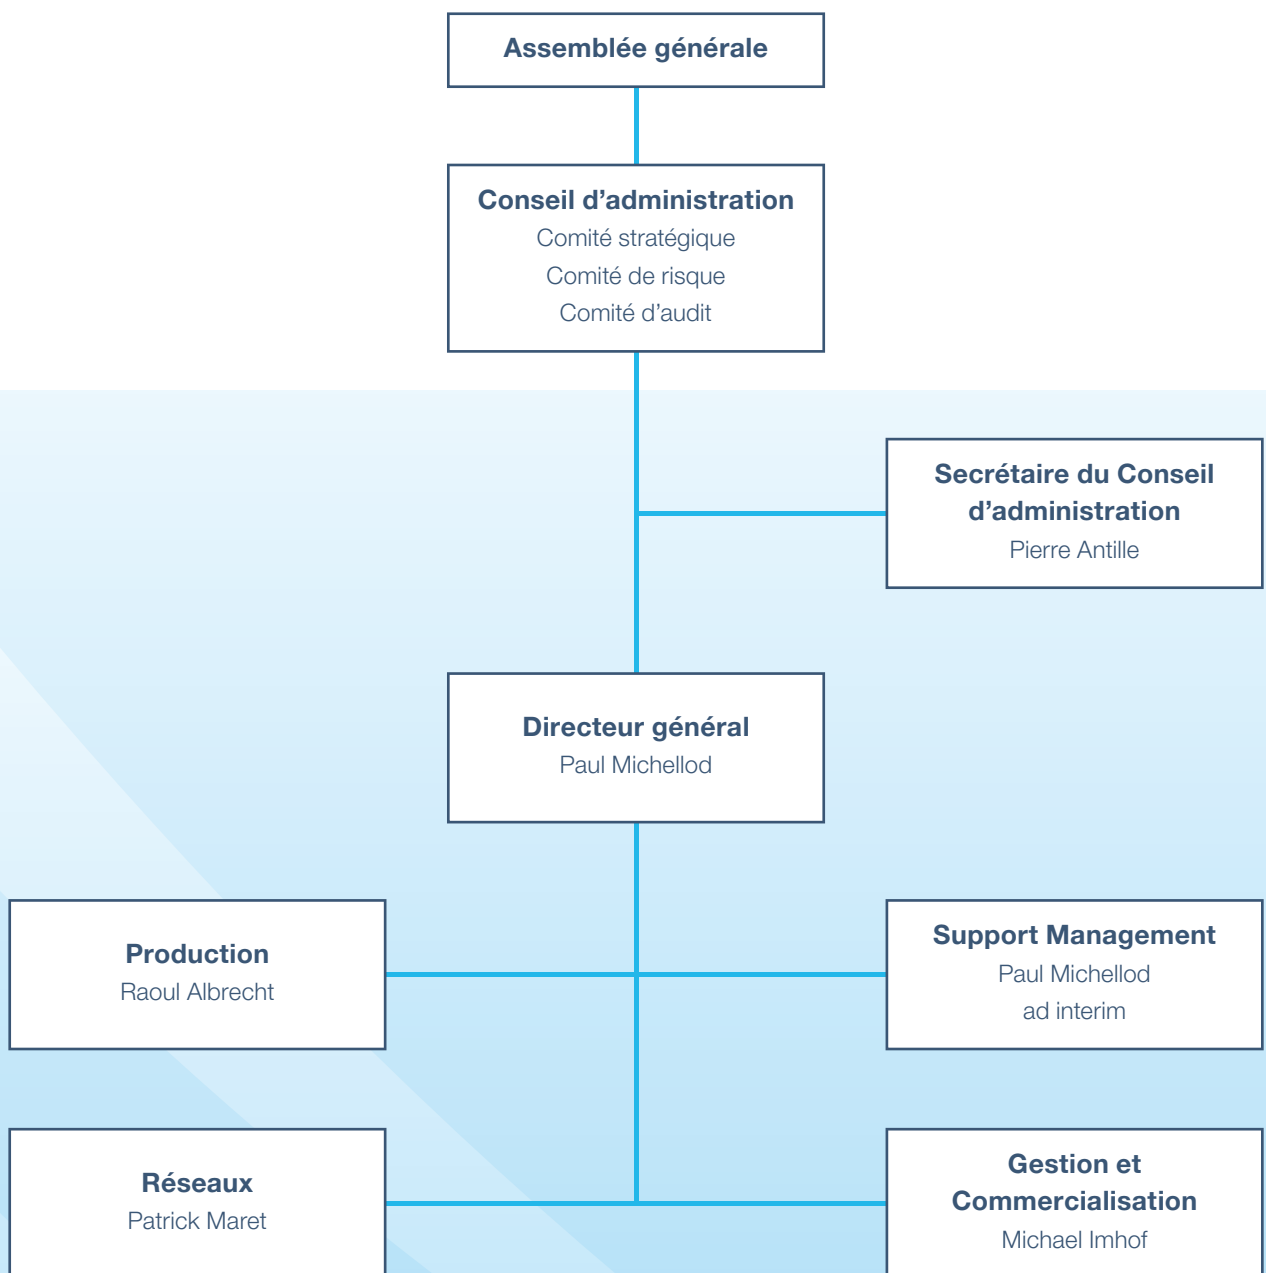 Assemblée générale
Conseil d’administration
Comité stratégique
Comité de risque
Comité d’audit
Secrétaire du Conseil
d’administration
Pierre Antille
Directeur général
Paul Michellod
Production
Raoul Albrecht
Support Management
Paul Michellod
ad interim
Réseaux
Patrick Maret
Gestion et
Commercialisation
Michael Imhof